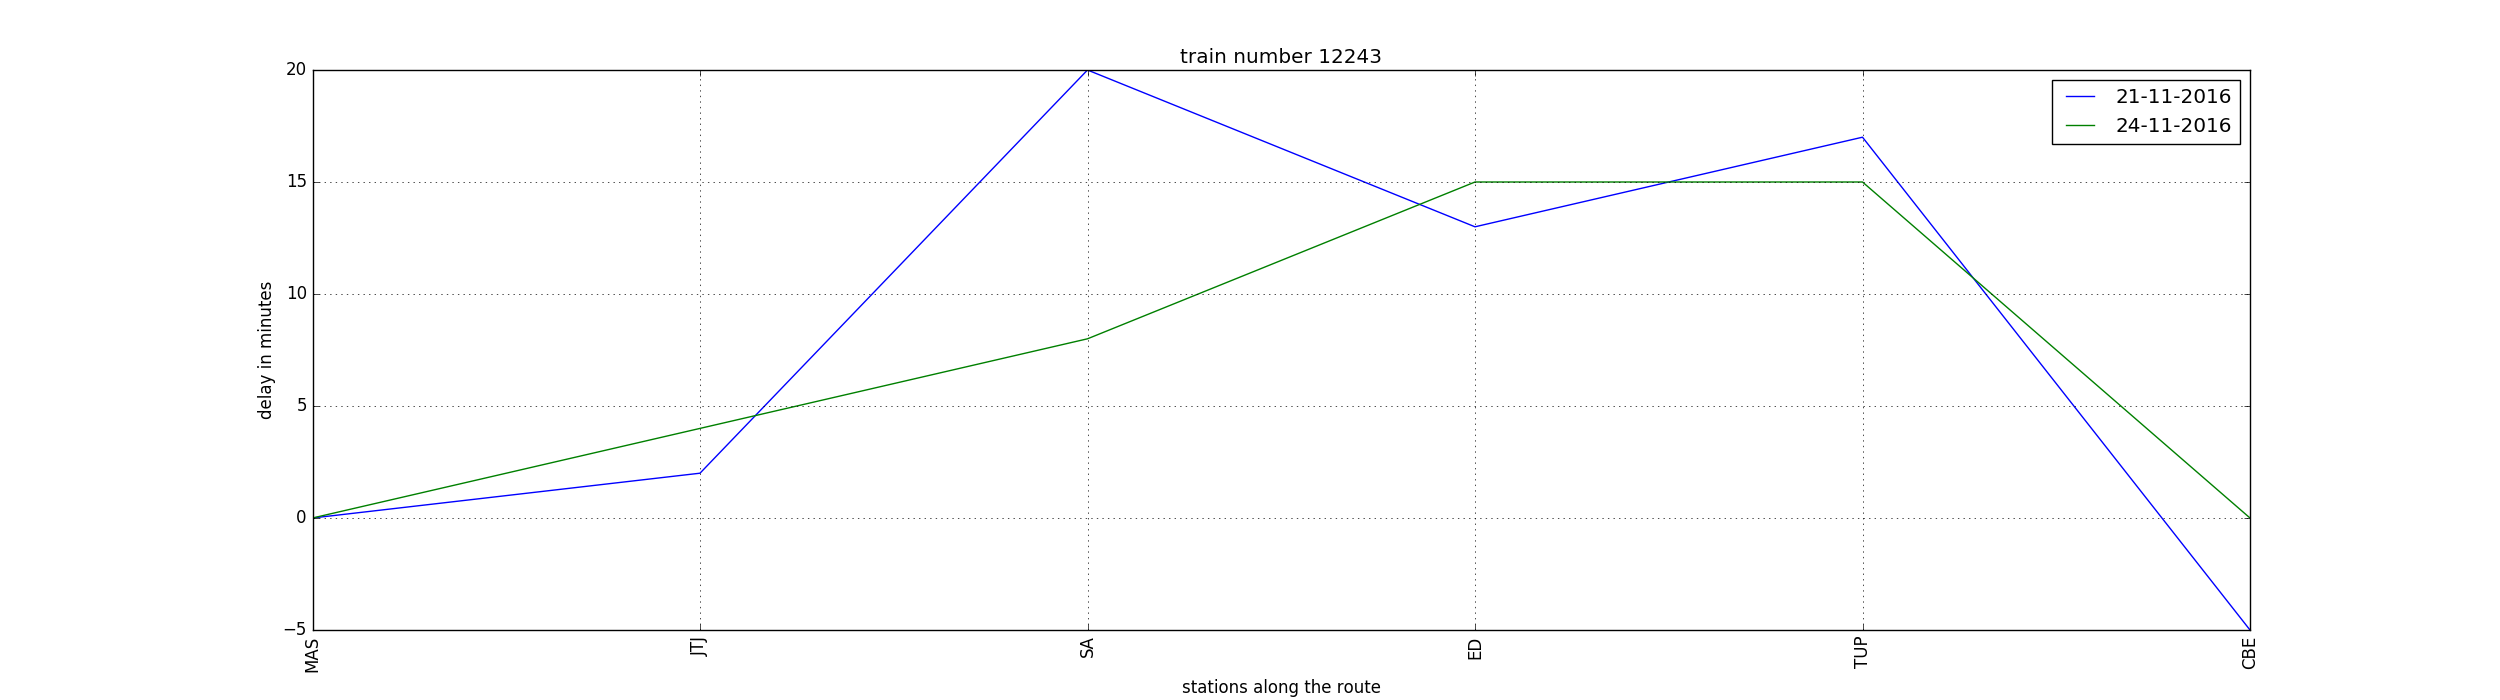 train number 12243
21-11-2016
24-11-2016
20
15
10
5
0
−5
delay in minutes
MAS
JTJ
SA
ED
TUP
CBE
stations along the route